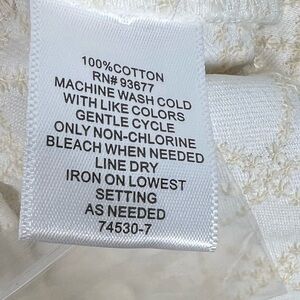 100%COTTON
RN# 93677
MACHINE WASH COLD
WITH LIKE COLORS
GENTLE CYCLE
ONLY NON-CHLORINE
BLEACH WHEN NEEDED
LINE DRY
IRON ON LOWEST
SETTING
AS NEEDED
74530-7